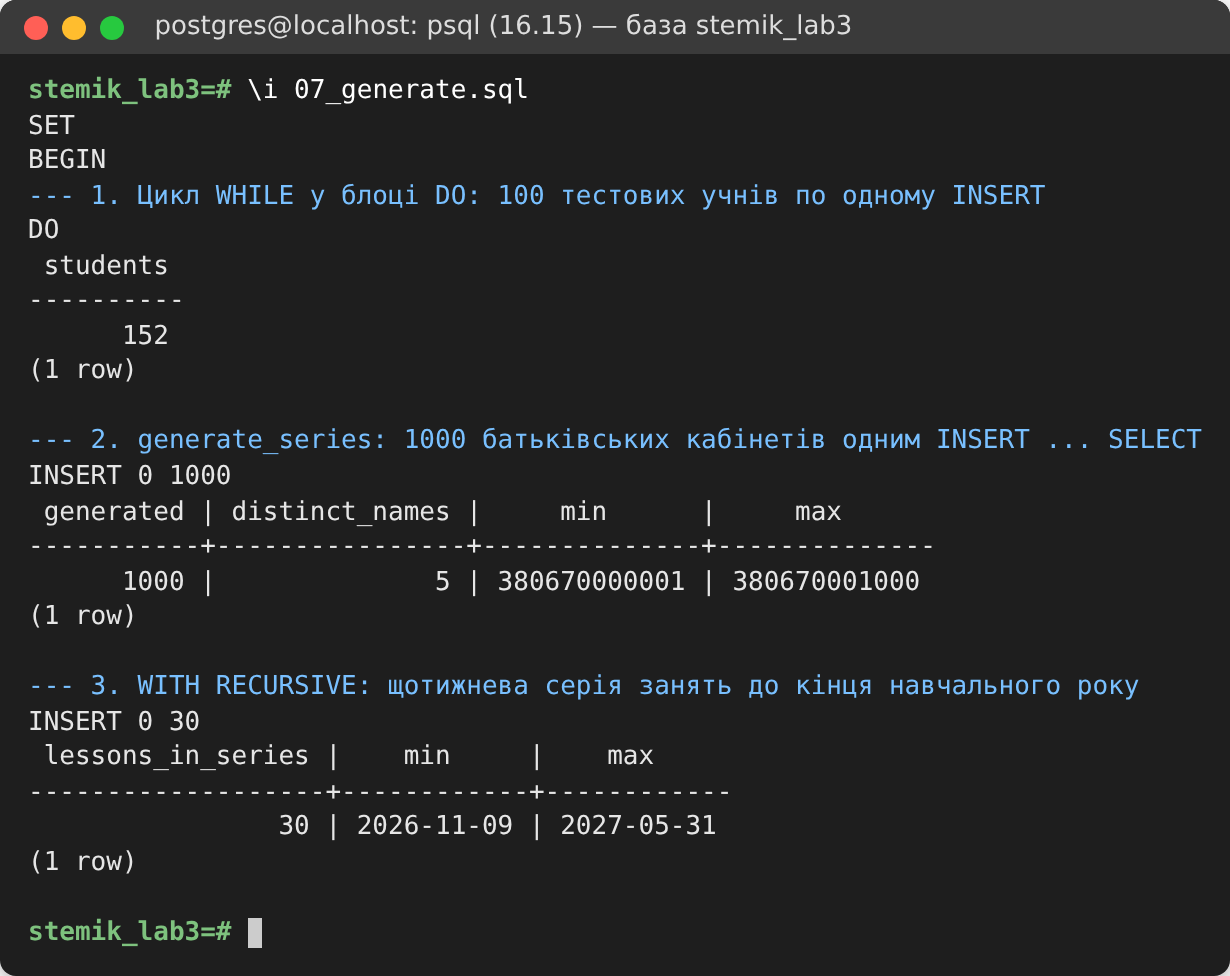 postgres@localhost: psql (16.15) — база stemik_lab3
stemik_lab3=# \i 07_generate.sql
SET
BEGIN
--- 1. Цикл WHILE у блоці DO: 100 тестових учнів по одному INSERT
DO
 students
----------
      152
(1 row)

--- 2. generate_series: 1000 батьківських кабінетів одним INSERT ... SELECT
INSERT 0 1000
 generated | distinct_names |     min      |     max
-----------+----------------+--------------+--------------
      1000 |              5 | 380670000001 | 380670001000
(1 row)

--- 3. WITH RECURSIVE: щотижнева серія занять до кінця навчального року
INSERT 0 30
 lessons_in_series |    min     |    max
-------------------+------------+------------
                30 | 2026-11-09 | 2027-05-31
(1 row)

stemik_lab3=#